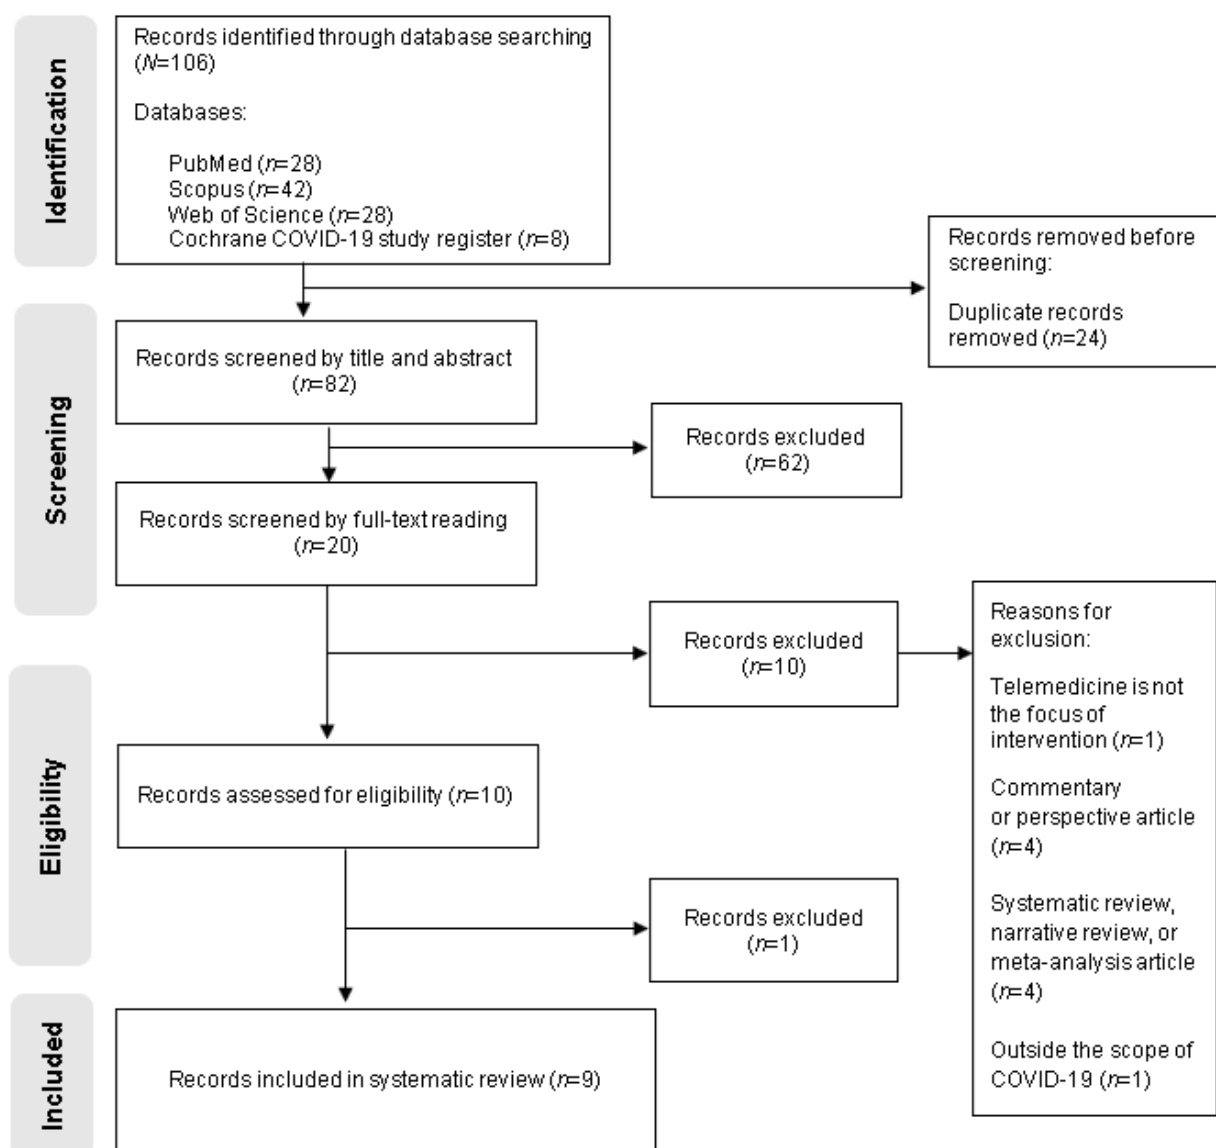 Identification
Records identified through database searching
(N=106)
Databases:
PubMed (n=28)
Scopus (n=42)
Web of Science (n=28)
Cochrane COVID-19 study register (n=8)
Records removed before
screening:
Duplicate records
removed (n=24)
Screening
Records screened by title and abstract
(n=82)
Records excluded
(n=62)
Records screened by full-text reading
(n=20)
Records excluded
(n=10)
Reasons for
exclusion:
Telemedicine is not
the focus of
intervention (n=1)
Commentary
or perspective article
(n=4)
Systematic review,
narrative review, or
meta-analysis article
(n=4)
Outside the scope of
COVID-19 (n=1)
Eligibility
Records assessed for eligibility (n=10)
Records excluded
(n=1)
Included
Records included in systematic review (n=9)